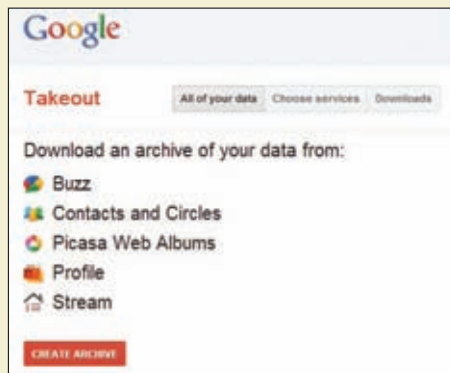 Google
Takeout All of your data Choose services Downloads
Download an archive of your data from:
Buzz
Contacts and Circles
Picasa Web Albums
Profile
Stream
CREATE ARCHIVE